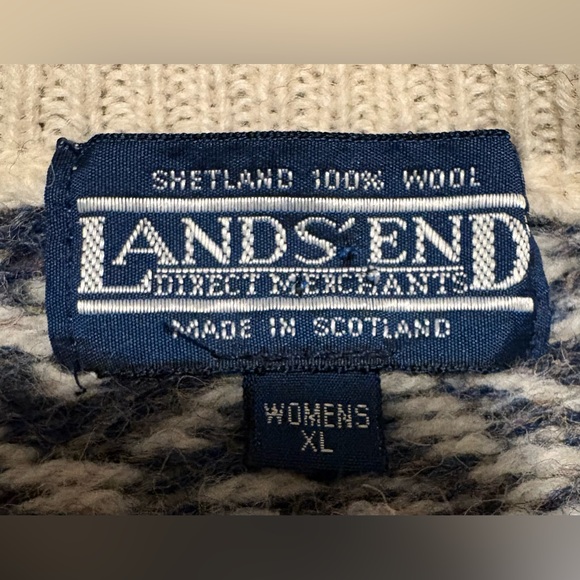 SHETLAND 100% WOOL
LANDS' END
DIRECT MERCHANTS
MADE IN SCOTLAND
WOMENS
XL